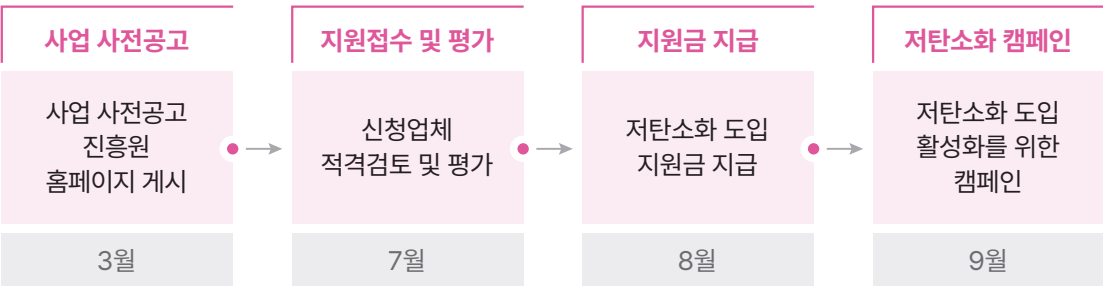 사업 사전공고
사업 사전공고
진흥원
홈페이지 게시
3월
지원접수 및 평가
신청업체
적격검토 및 평가
7월
지원금 지급
저탄소화 도입
지원금 지급
8월
저탄소화 캠페인
저탄소화 도입
활성화를 위한
캠페인
9월